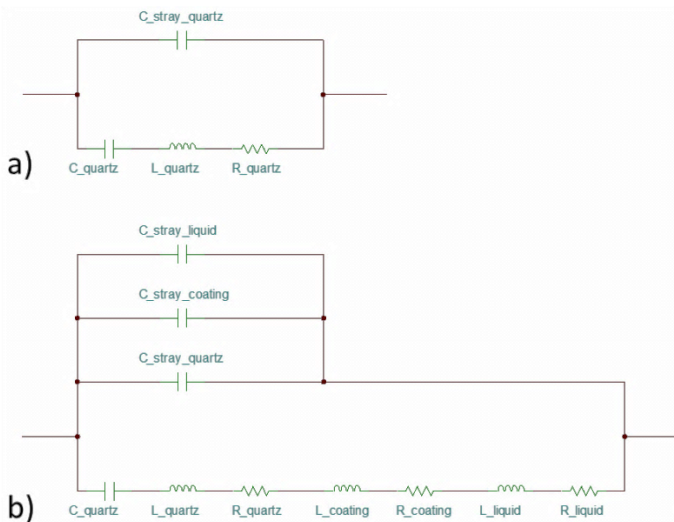 C_stray_quartz
a)
C_quartz L_quartz R_quartz
C_stray_liquid
C_stray_coating
C_stray_quartz
b)
C_quartz L_quartz R_quartz L_coating R_coating L_liquid R_liquid